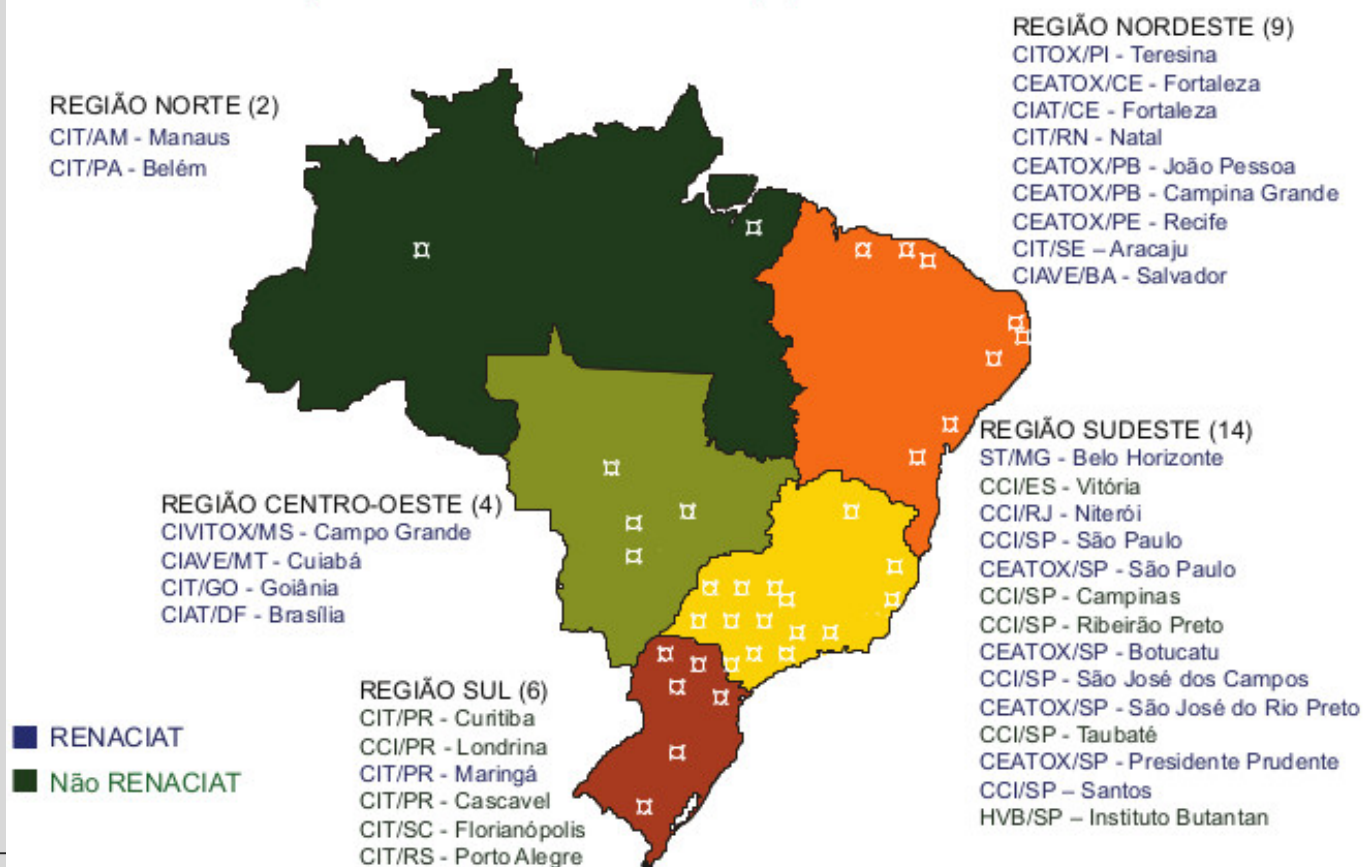 REGIÃO NORTE (2)
CIT/AM - Manaus
CIT/PA - Belém
REGIÃO NORDESTE (9)
CITOX/PI - Teresina
CEATOX/CE - Fortaleza
CIAT/CE - Fortaleza
CIT/RN - Natal
CEATOX/PB - João Pessoa
CEATOX/PB - Campina Grande
CEATOX/PE - Recife
CIT/SE – Aracaju
CIAVE/BA - Salvador
REGIÃO CENTRO-OESTE (4)
CIVITOX/MS - Campo Grande
CIAVE/MT - Cuiabá
CIT/GO - Goiânia
CIAT/DF - Brasília
REGIÃO SUDESTE (14)
ST/MG - Belo Horizonte
CCI/ES - Vitória
CCI/RJ - Niterói
CCI/SP - São Paulo
CEATOX/SP - São Paulo
CCI/SP - Campinas
CCI/SP - Ribeirão Preto
CEATOX/SP - Botucatu
CCI/SP - São José dos Campos
CEATOX/SP - São José do Rio Preto
CCI/SP - Taubaté
CEATOX/SP - Presidente Prudente
CCI/SP – Santos
HVB/SP – Instituto Butantan
REGIÃO SUL (6)
CIT/PR - Curitiba
CCI/PR - Londrina
CIT/PR - Maringá
CIT/PR - Cascavel
CIT/SC - Florianópolis
CIT/RS - Porto Alegre
RENACIAT
Não RENACIAT